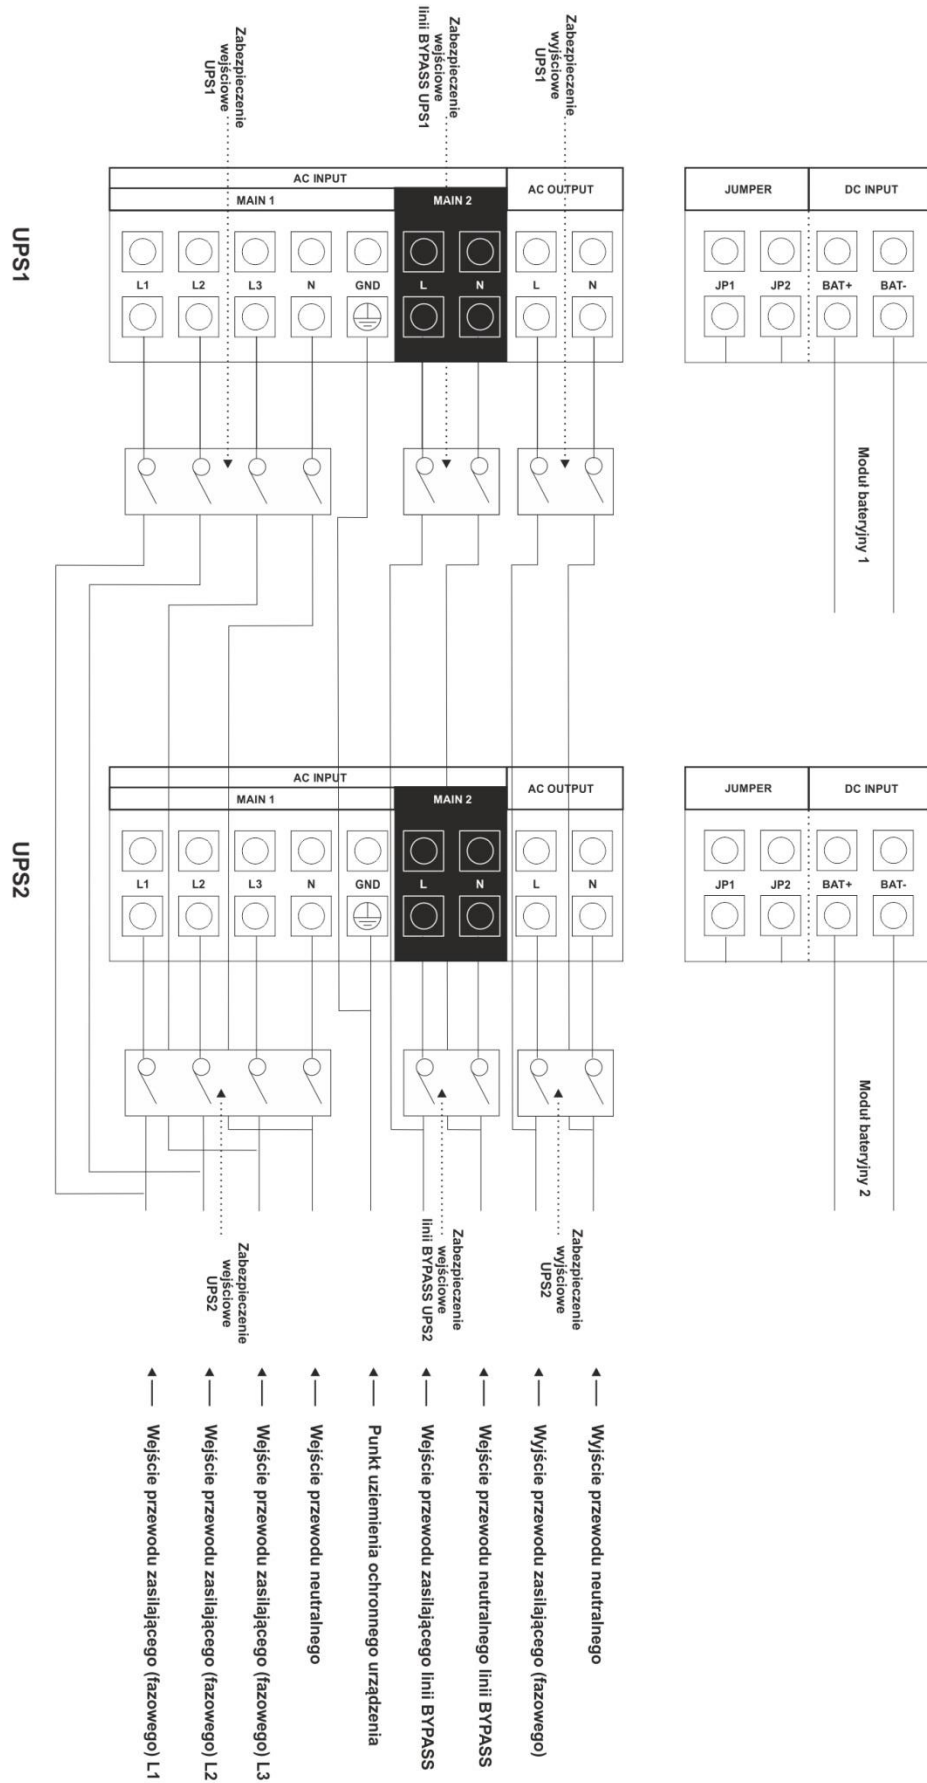 Zabezpieczenie
wejściowe
UPS1
Zabezpieczenie
wejściowe
linii BYPASS UPS1
Zabezpieczenie
wyjściowe
UPS1
UPS1
AC INPUT
MAIN 1
MAIN 2
AC OUTPUT
JUMPER
DC INPUT
L1 L2 L3 N GND L N L N JP1 JP2 BAT+ BAT-
Moduł bateryjny 1
UPS2
AC INPUT
MAIN 1
MAIN 2
AC OUTPUT
JUMPER
DC INPUT
L1 L2 L3 N GND L N L N JP1 JP2 BAT+ BAT-
Moduł bateryjny 2
Zabezpieczenie
wejściowe
UPS2
Zabezpieczenie
wejściowe
linii BYPASS UPS2
Zabezpieczenie
wyjściowe
UPS2
Wejście przewodu zasilającego (fazowego) L1
Wejście przewodu zasilającego (fazowego) L2
Wejście przewodu zasilającego (fazowego) L3
Wejście przewodu neutralnego
Punkt uziemienia ochronnego urządzenia
Wejście przewodu zasilającego linii BYPASS
Wejście przewodu neutralnego linii BYPASS
Wyjście przewodu zasilającego (fazowego)
Wyjście przewodu neutralnego